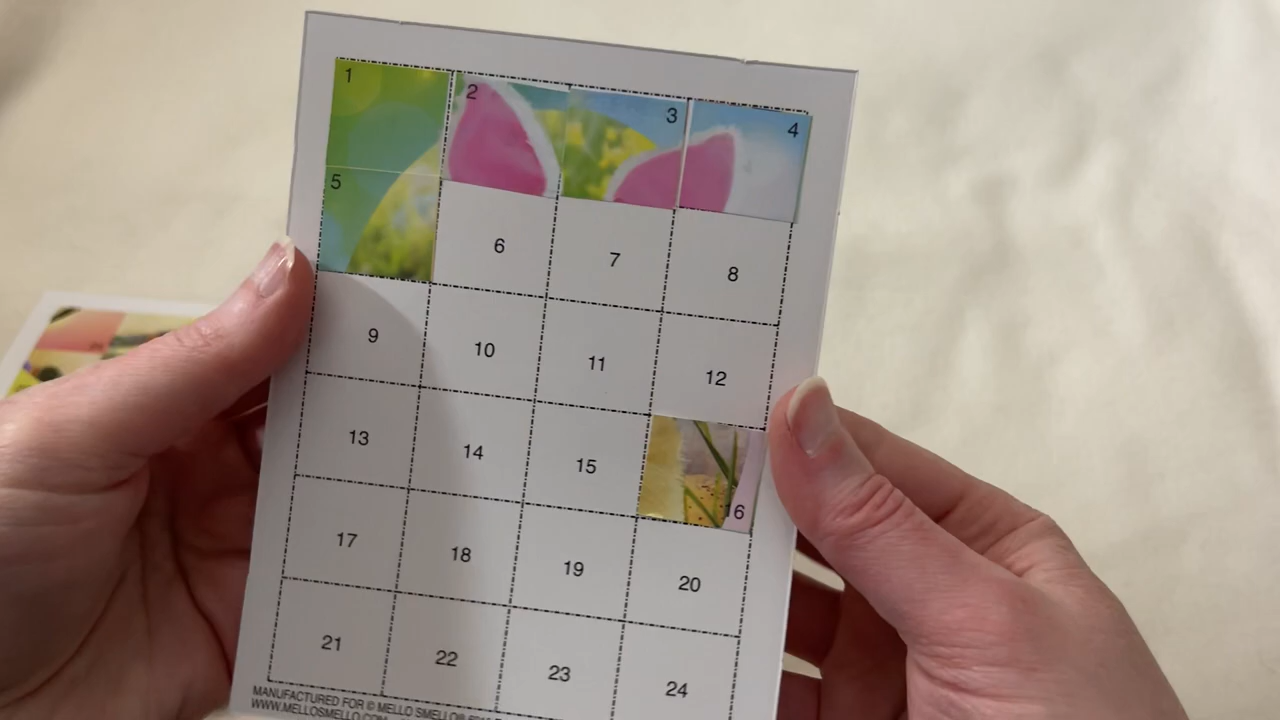 1 2 3 4
5 6 7 8
9 10 11 12
13 14 15 16
17 18 19 20
21 22 23 24
MANUFACTURED FOR © MELLO SMELLO®
WWW.MELLOSMELLO.COM